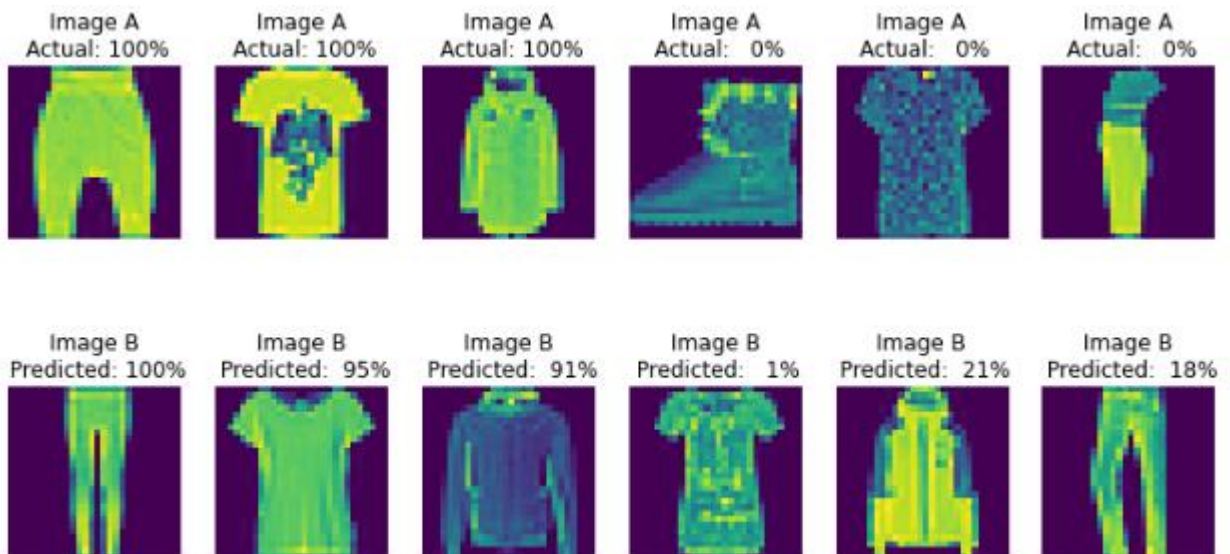 Image A
Actual: 100%
Image A
Actual: 100%
Image A
Actual: 100%
Image A
Actual: 0%
Image A
Actual: 0%
Image A
Actual: 0%
Image B
Predicted: 100%
Image B
Predicted: 95%
Image B
Predicted: 91%
Image B
Predicted: 1%
Image B
Predicted: 21%
Image B
Predicted: 18%